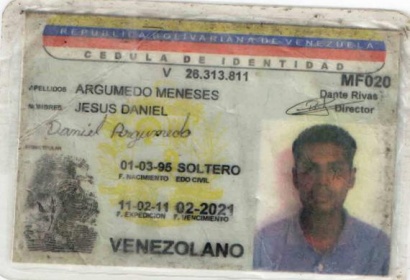 REPUBLICA BOLIVARIANA DE VENEZUELA
CEDULA DE IDENTIDAD
V 26.313.811 MF020
APELLIDOS ARGUMEDO MENESES Dante Rivas
NOMBRES JESUS DANIEL Director
Daniel Argumedo
01-03-95 SOLTERO
F. NACIMIENTO EDO CIVIL
11-02-11 02-2021
F. EXPEDICION F. VENCIMIENTO
VENEZOLANO